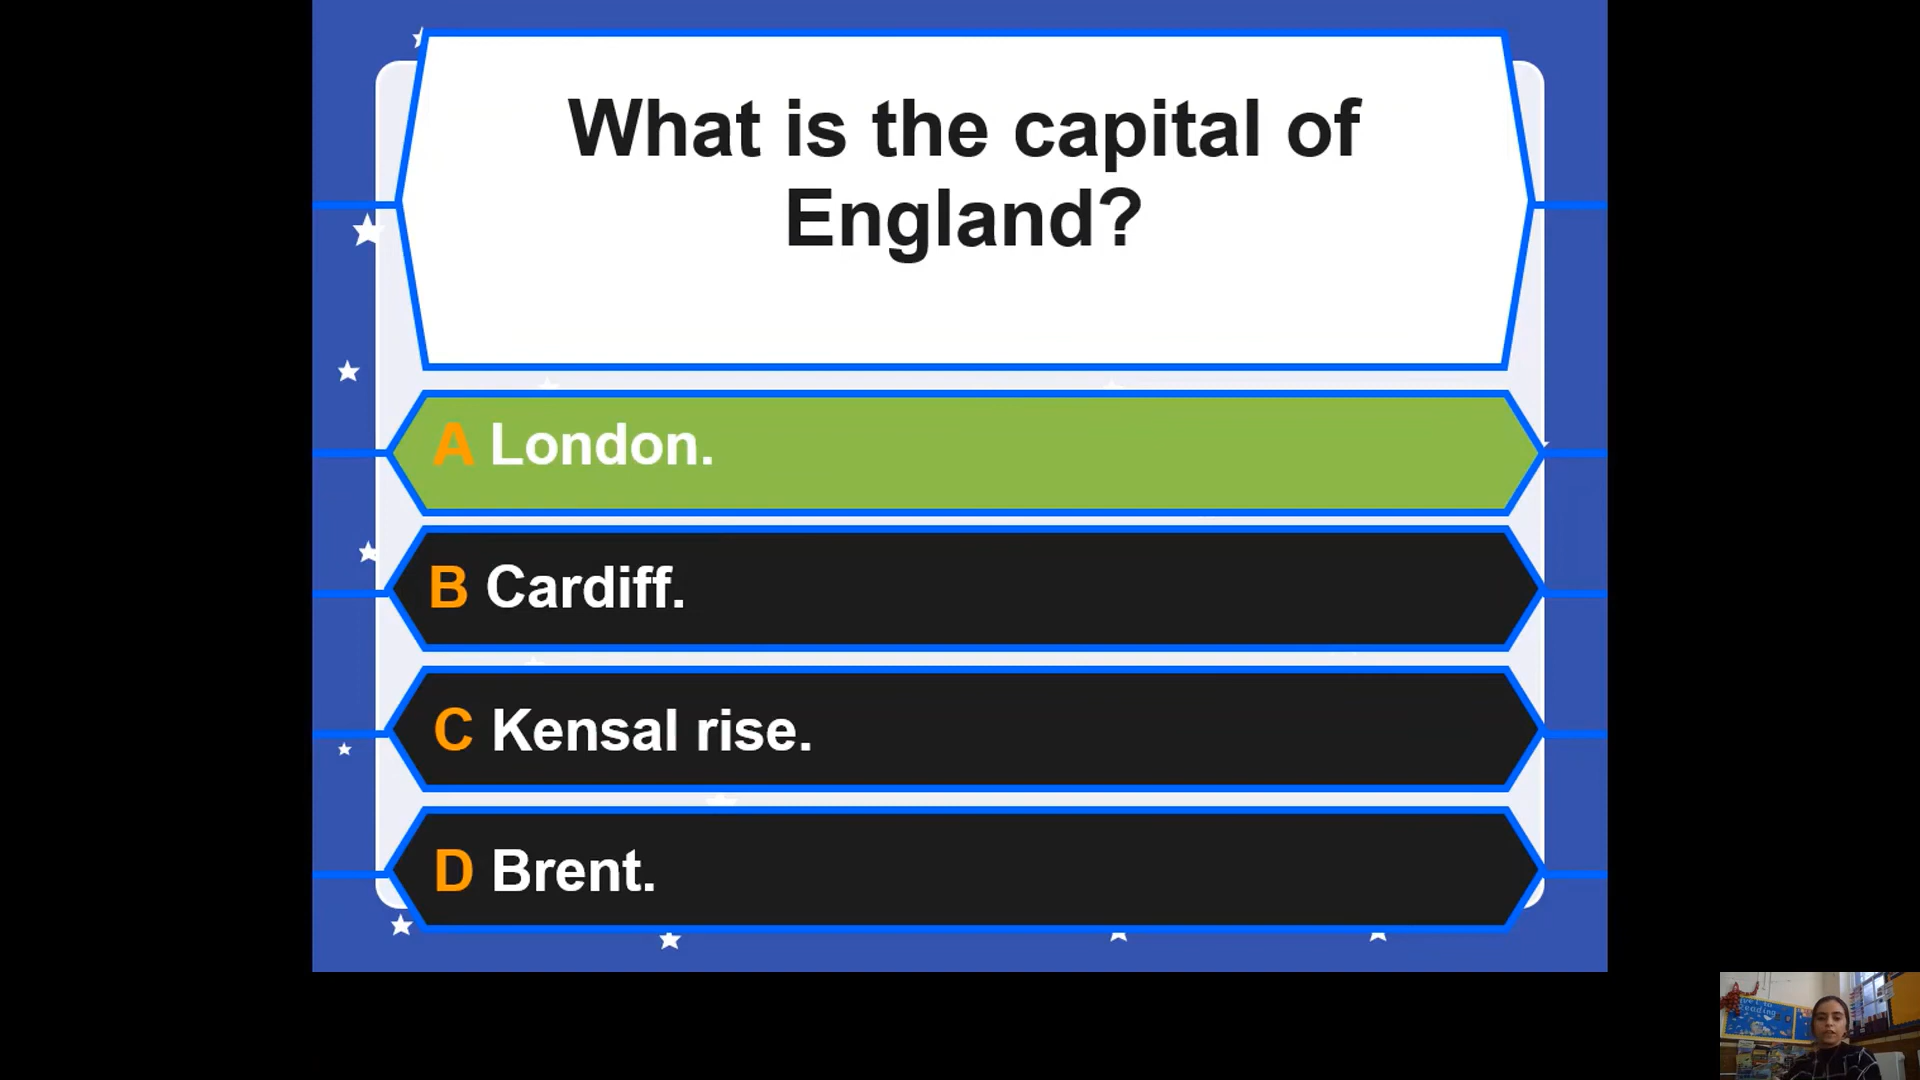 What is the capital of
England?
A London.
B Cardiff.
C Kensal rise.
D Brent.